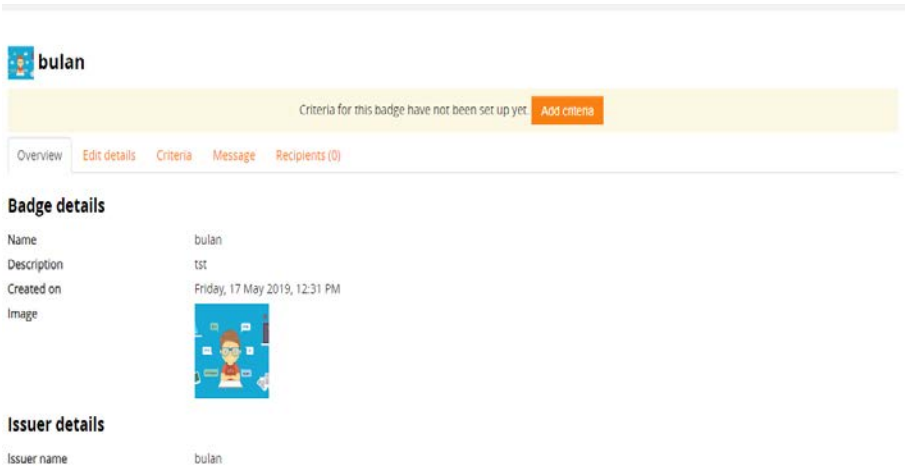 bulan
Criteria for this badge have not been set up yet. Add criteria
Overview Edit details Criteria Message Recipients (0)
Badge details
Name bulan
Description tst
Created on Friday, 17 May 2019, 12:31 PM
Image
Issuer details
Issuer name bulan